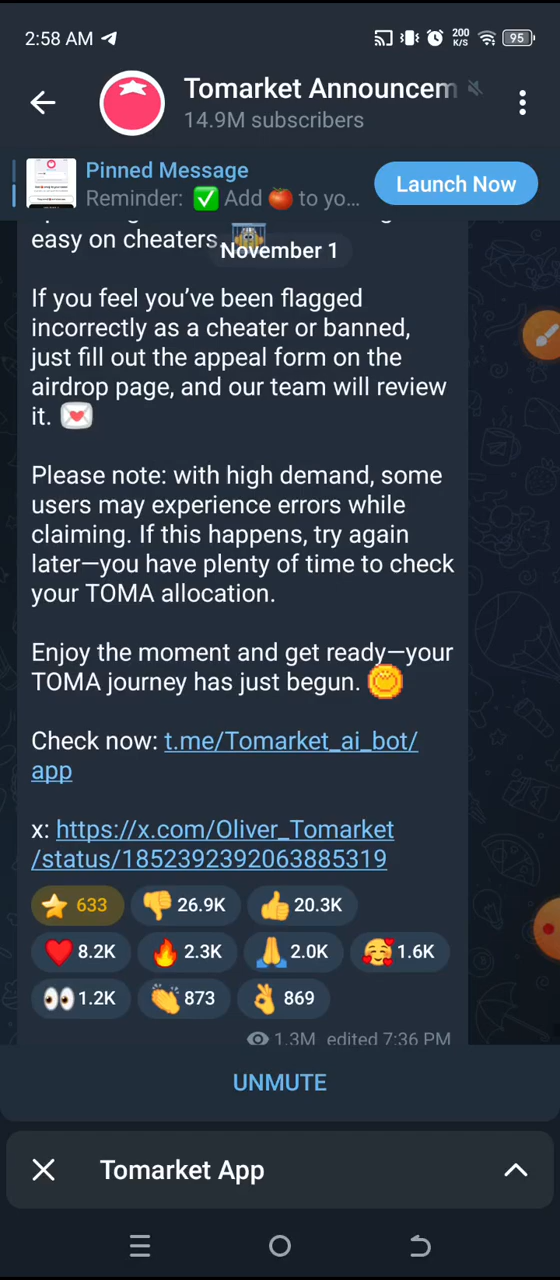 2:58 AM
200
K/S
95
Tomarket Announcem
14.9M subscribers
Pinned Message
Reminder: ✅ Add 🍅 to yo...
Launch Now
easy on cheaters.
November 1
If you feel you’ve been flagged
incorrectly as a cheater or banned,
just fill out the appeal form on the
airdrop page, and our team will review
it. 💌
Please note: with high demand, some
users may experience errors while
claiming. If this happens, try again
later—you have plenty of time to check
your TOMA allocation.
Enjoy the moment and get ready—your
TOMA journey has just begun.
Check now: t.me/Tomarket_ai_bot/
app
x: https://x.com/Oliver_Tomarket
/status/1852392392063885319
⭐ 633 👎 26.9K 👍 20.3K
❤️ 8.2K 🔥 2.3K 🙏 2.0K 🥰 1.6K
👀 1.2K 👏 873 👌 869
1.3M edited 7:36 PM
UNMUTE
Tomarket App